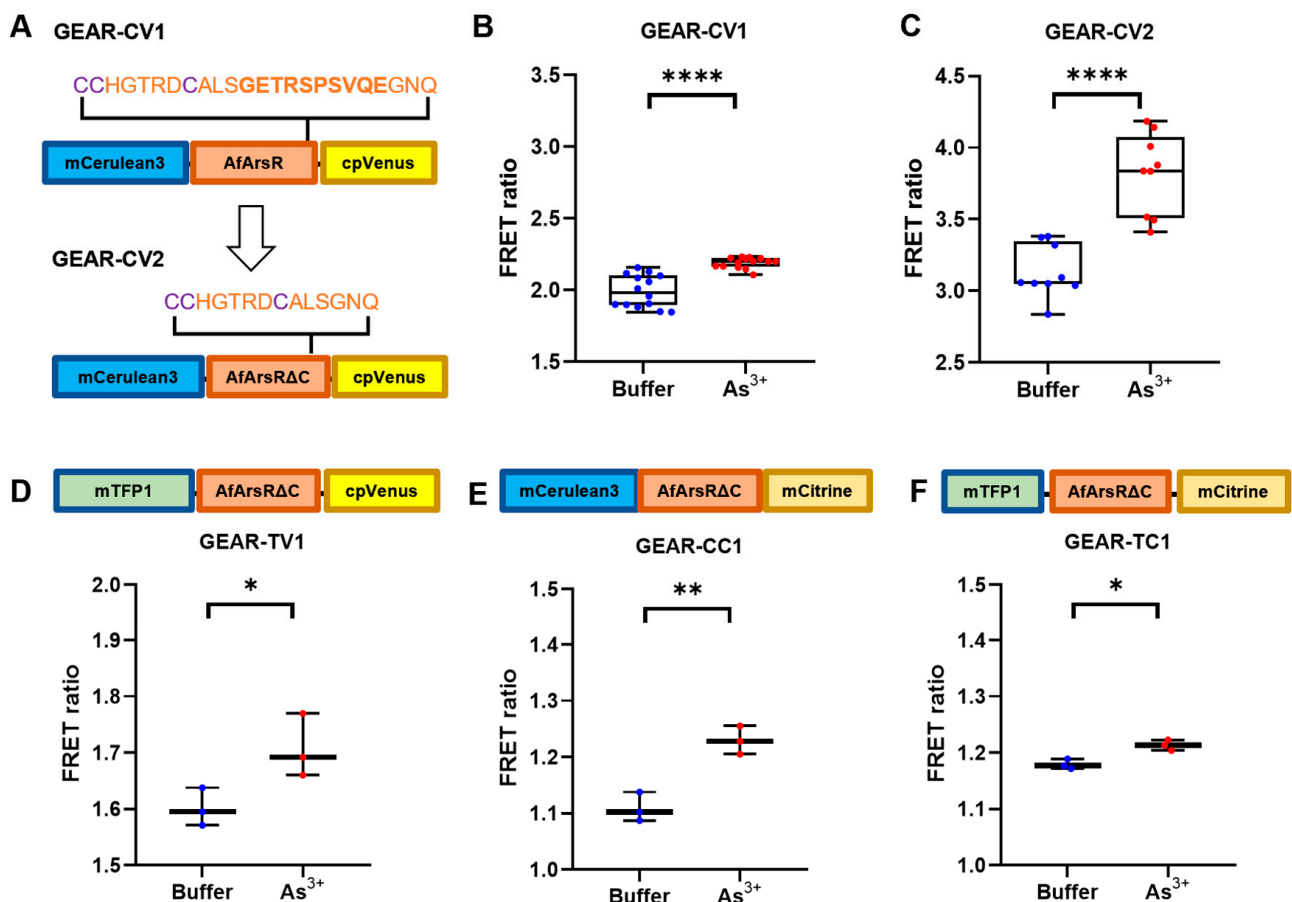 A
GEAR-CV1
CCHGTRDCALSGETRSPSVQEGNQ
mCerulean3
AfArsR
cpVenus
GEAR-CV2
CCHGTRDCALSGNQ
mCerulean3
AfArsRΔC
cpVenus
B
GEAR-CV1
****
FRET ratio
3.5
3.0
2.5
2.0
1.5
Buffer
As3+
C
GEAR-CV2
****
FRET ratio
4.5
4.0
3.5
3.0
2.5
Buffer
As3+
D
mTFP1
AfArsRΔC
cpVenus
GEAR-TV1
*
FRET ratio
2.0
1.9
1.8
1.7
1.6
1.5
Buffer
As3+
E
mCerulean3
AfArsRΔC
mCitrine
GEAR-CC1
**
FRET ratio
1.5
1.4
1.3
1.2
1.1
1.0
Buffer
As3+
F
mTFP1
AfArsRΔC
mCitrine
GEAR-TC1
*
FRET ratio
1.5
1.4
1.3
1.2
1.1
1.0
Buffer
As3+